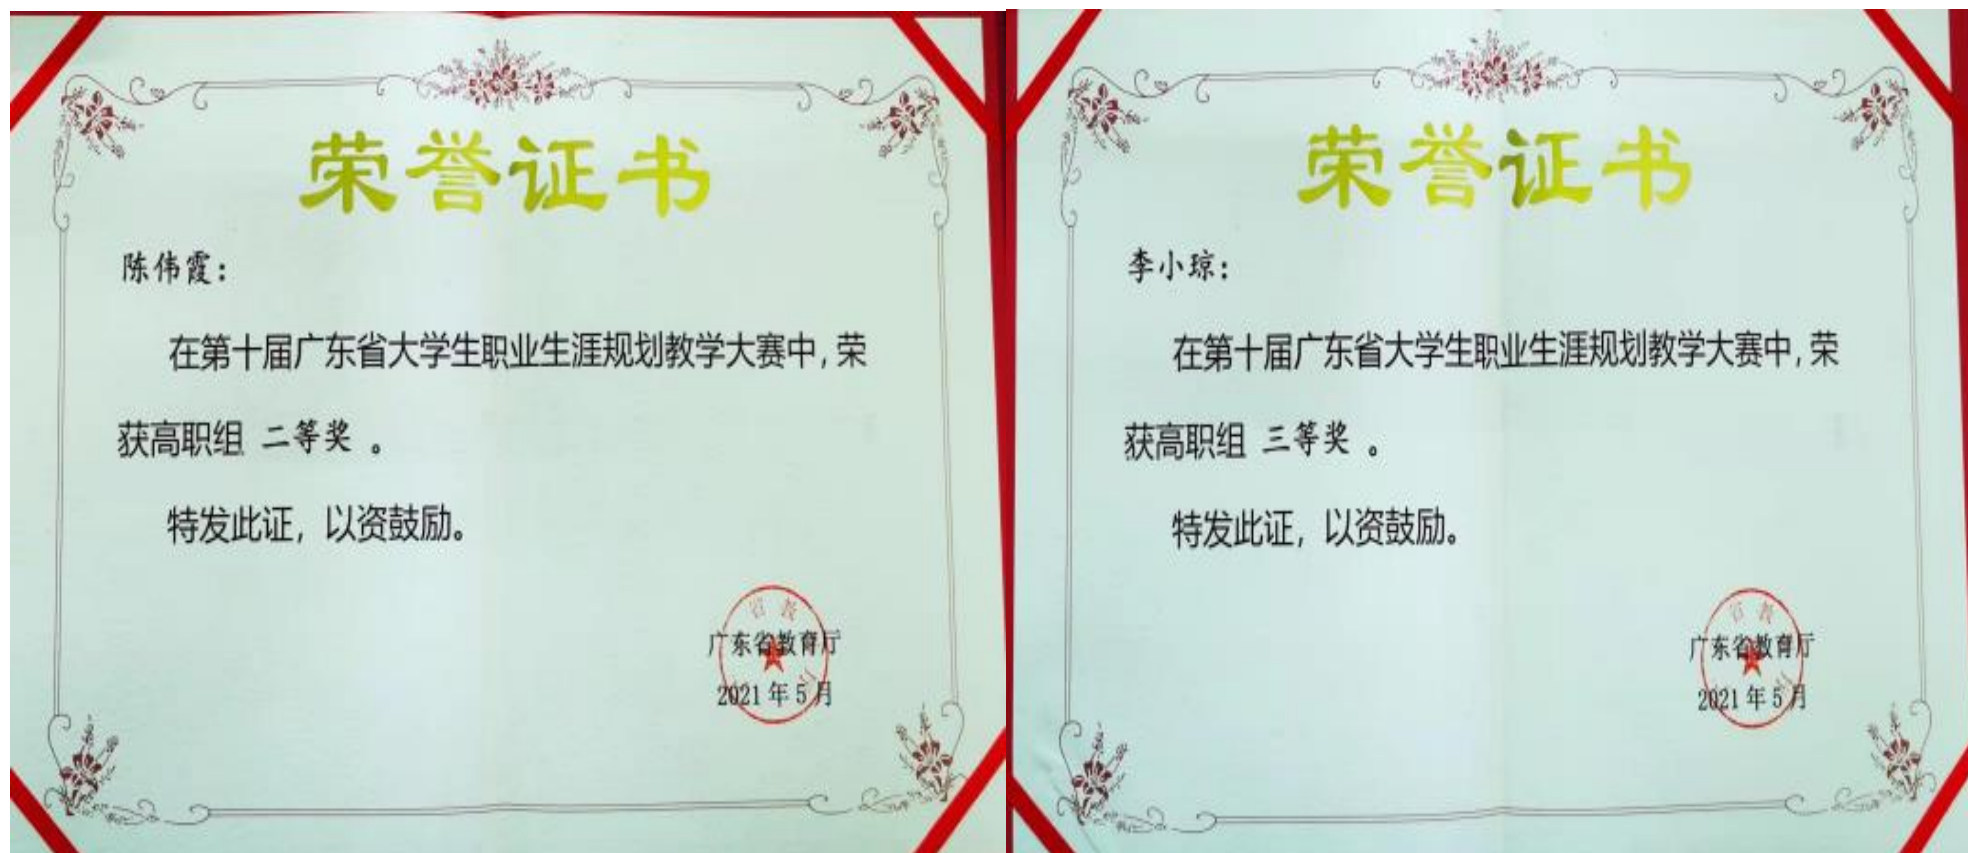 荣誉证书
陈伟霞：
在第十届广东省大学生职业生涯规划教学大赛中，荣
获高职组 二等奖 。
特发此证，以资鼓励。
广东省教育厅
2021年5月
荣誉证书
李小琼：
在第十届广东省大学生职业生涯规划教学大赛中，荣
获高职组 三等奖 。
特发此证，以资鼓励。
广东省教育厅
2021年5月